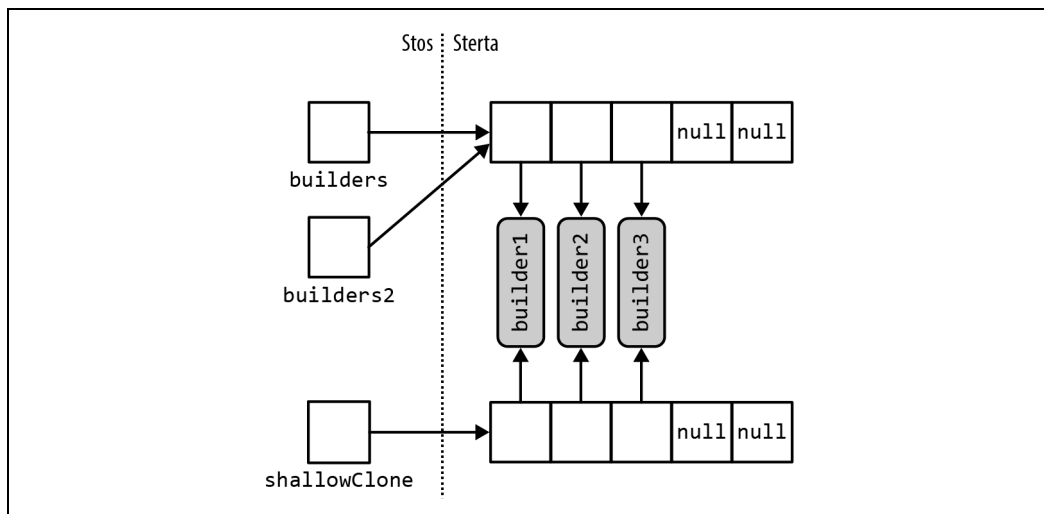 Stos Sterta
null null
builders
builder1 builder2 builder3
builders2
null null
shallowClone